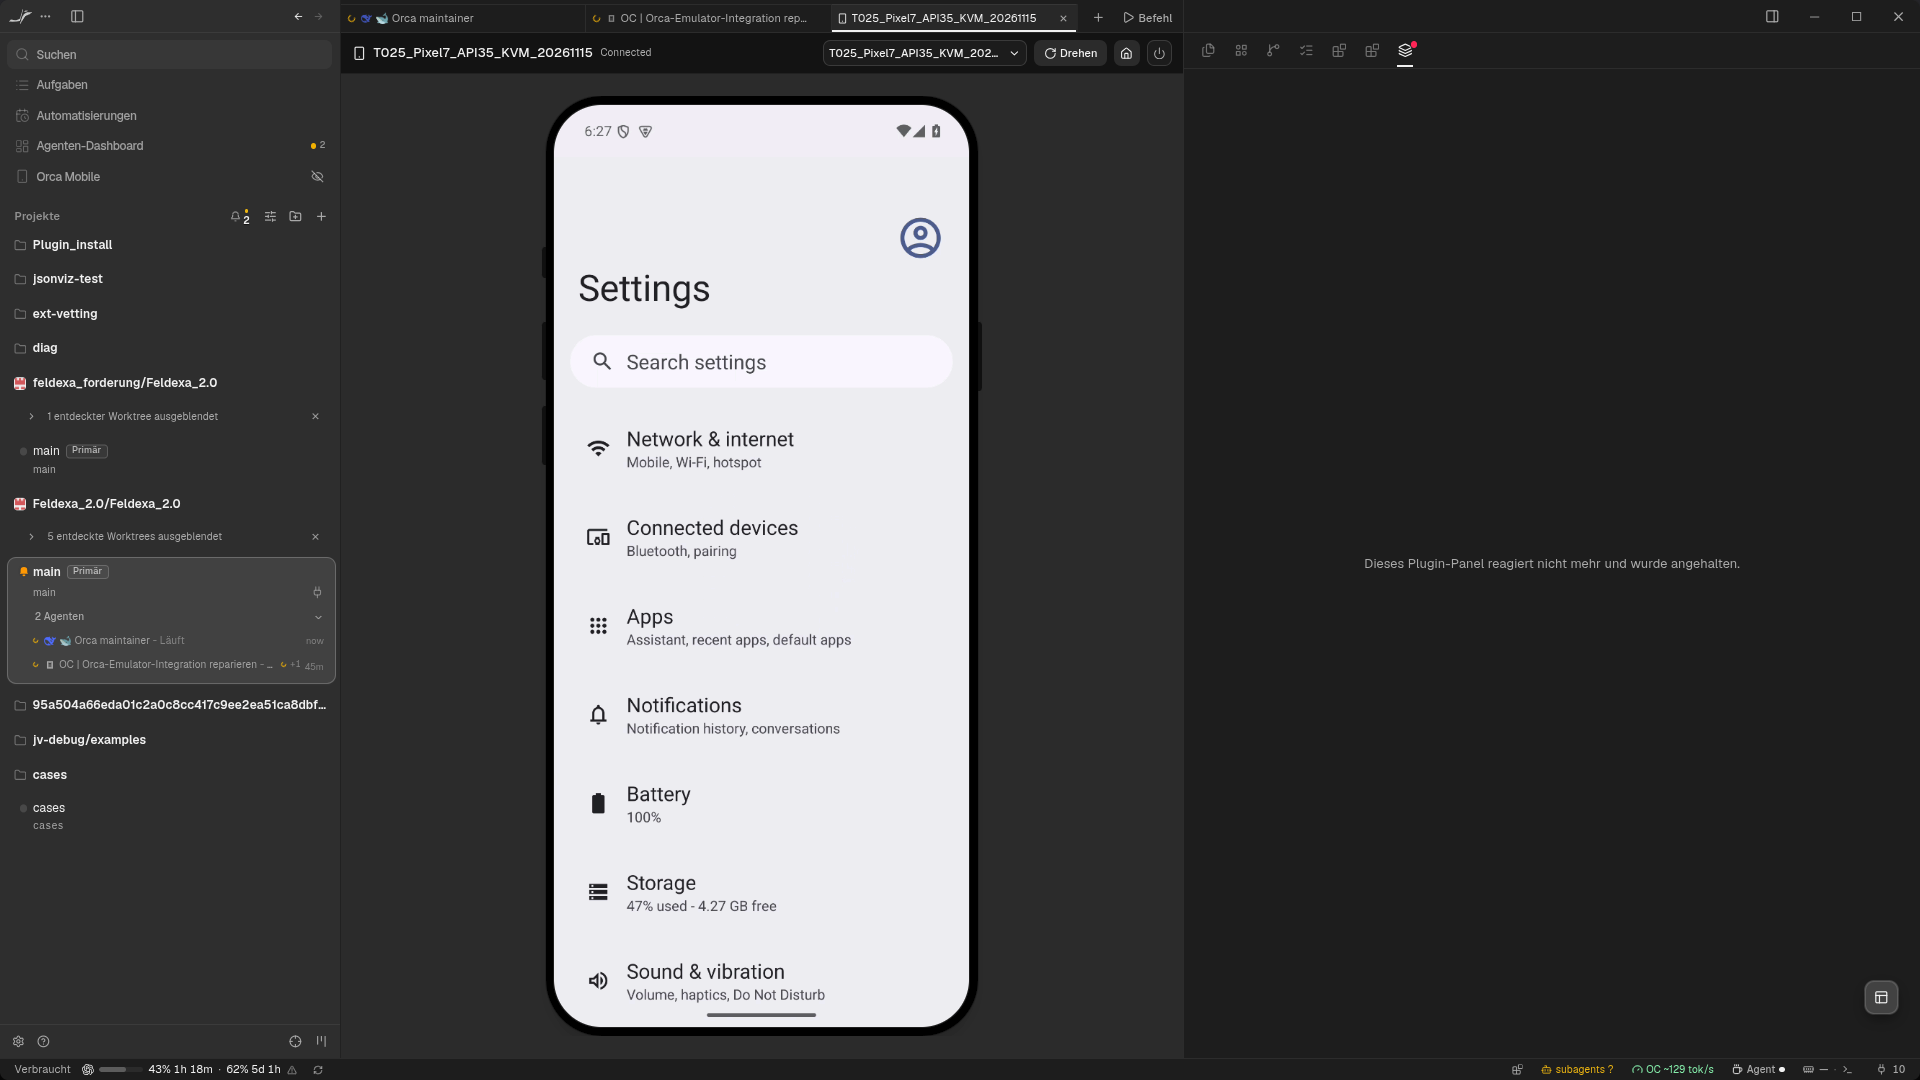 Suchen
Aufgaben
Automatisierungen
Agenten-Dashboard
2
Orca Mobile
Projekte
2
Plugin_install
jsonviz-test
ext-vetting
diag
feldexa_forderung/Feldexa_2.0
1 entdeckter Worktree ausgeblendet
main Primär
main
Feldexa_2.0/Feldexa_2.0
5 entdeckte Worktrees ausgeblendet
main Primär
main
2 Agenten
Orca maintainer - Läuft now
OC | Orca-Emulator-Integration reparieren - ... +1 45m
95a504a66eda01c2a0c8cc417c9ee2ea51ca8dbf...
jv-debug/examples
cases
cases
cases
Orca maintainer
OC | Orca-Emulator-Integration rep...
T025_Pixel7_API35_KVM_20261115
Befehl
T025_Pixel7_API35_KVM_20261115 Connected
T025_Pixel7_API35_KVM_202...
Drehen
6:27
Settings
Search settings
Network & internet
Mobile, Wi-Fi, hotspot
Connected devices
Bluetooth, pairing
Apps
Assistant, recent apps, default apps
Notifications
Notification history, conversations
Battery
100%
Storage
47% used - 4.27 GB free
Sound & vibration
Volume, haptics, Do Not Disturb
Dieses Plugin-Panel reagiert nicht mehr und wurde angehalten.
Verbraucht 43% 1h 18m · 62% 5d 1h
subagents ?
OC ~129 tok/s
Agent
10